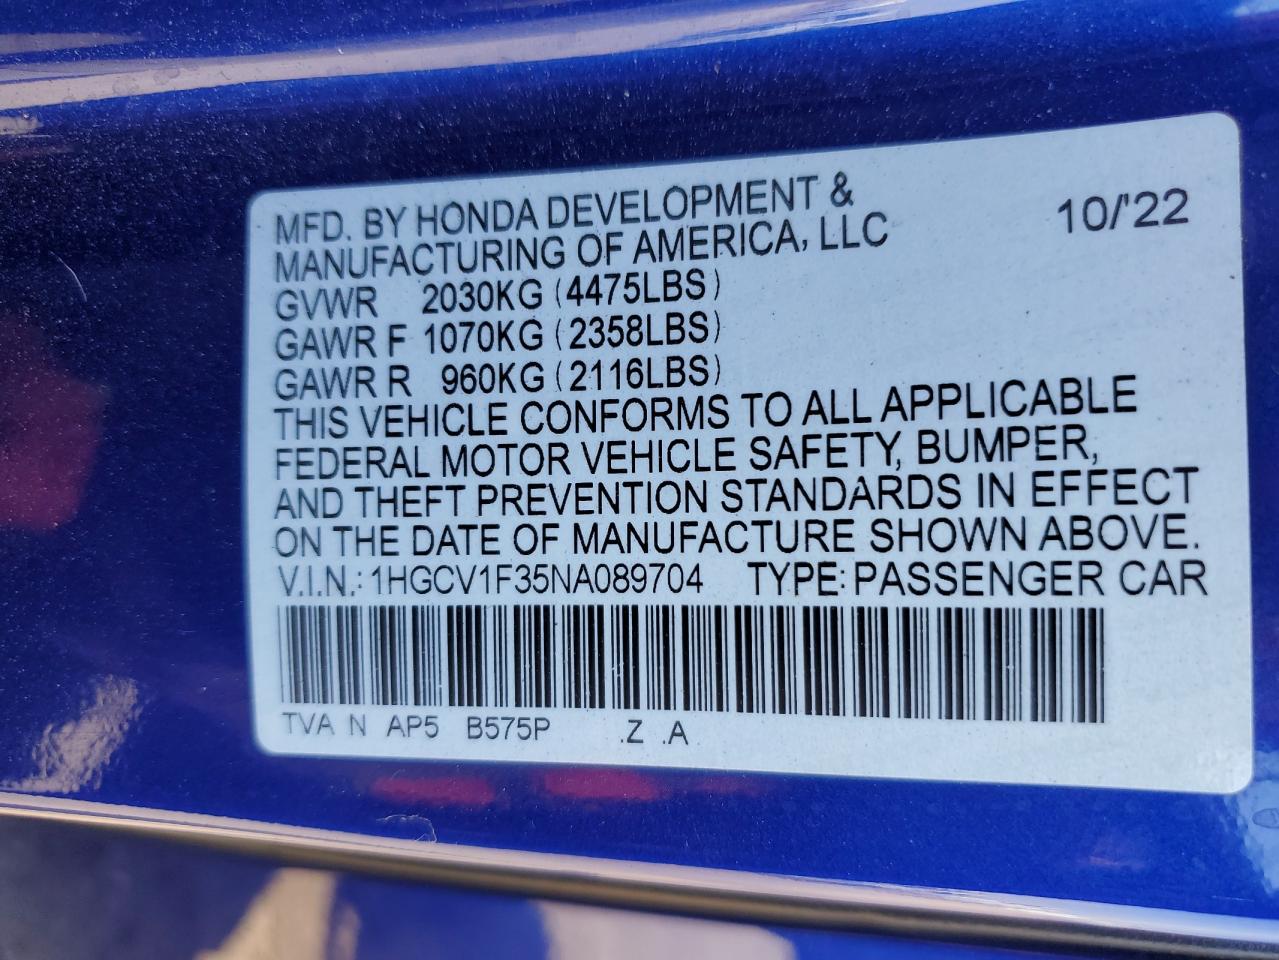 MFD. BY HONDA DEVELOPMENT & 10/'22
MANUFACTURING OF AMERICA, LLC
GVWR 2030KG (4475LBS)
GAWR F 1070KG (2358LBS)
GAWR R 960KG (2116LBS)
THIS VEHICLE CONFORMS TO ALL APPLICABLE
FEDERAL MOTOR VEHICLE SAFETY, BUMPER,
AND THEFT PREVENTION STANDARDS IN EFFECT
ON THE DATE OF MANUFACTURE SHOWN ABOVE.
V.I.N.: 1HGCV1F35NA089704 TYPE: PASSENGER CAR
TVA N AP5 B575P .Z .A